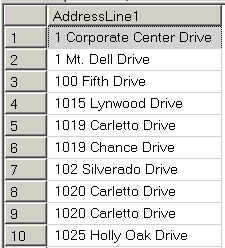 AddressLine1
1 1 Corporate Center Drive
2 1 Mt. Dell Drive
3 100 Fifth Drive
4 1015 Lynwood Drive
5 1019 Carletto Drive
6 1019 Chance Drive
7 102 Silverado Drive
8 1020 Carletto Drive
9 1020 Carletto Drive
10 1025 Holly Oak Drive